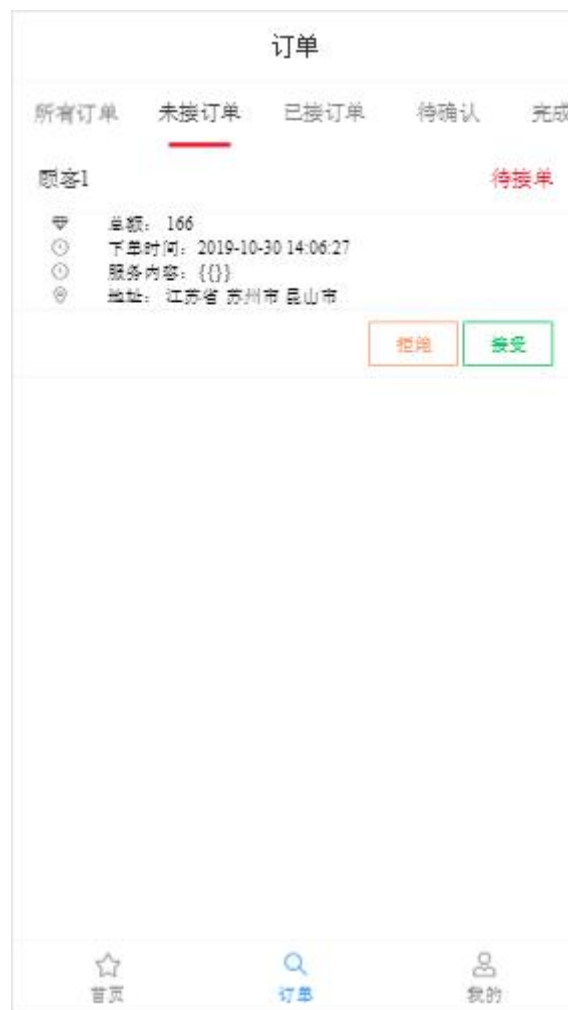 订单
所有订单 未接订单 已接订单 待确认 完成
顾客1 待接单
总额： 166
下单时间：2019-10-30 14:06:27
服务内容：{{}}
地址： 江苏省 苏州市 昆山市
拒绝 接受
首页 订单 我的